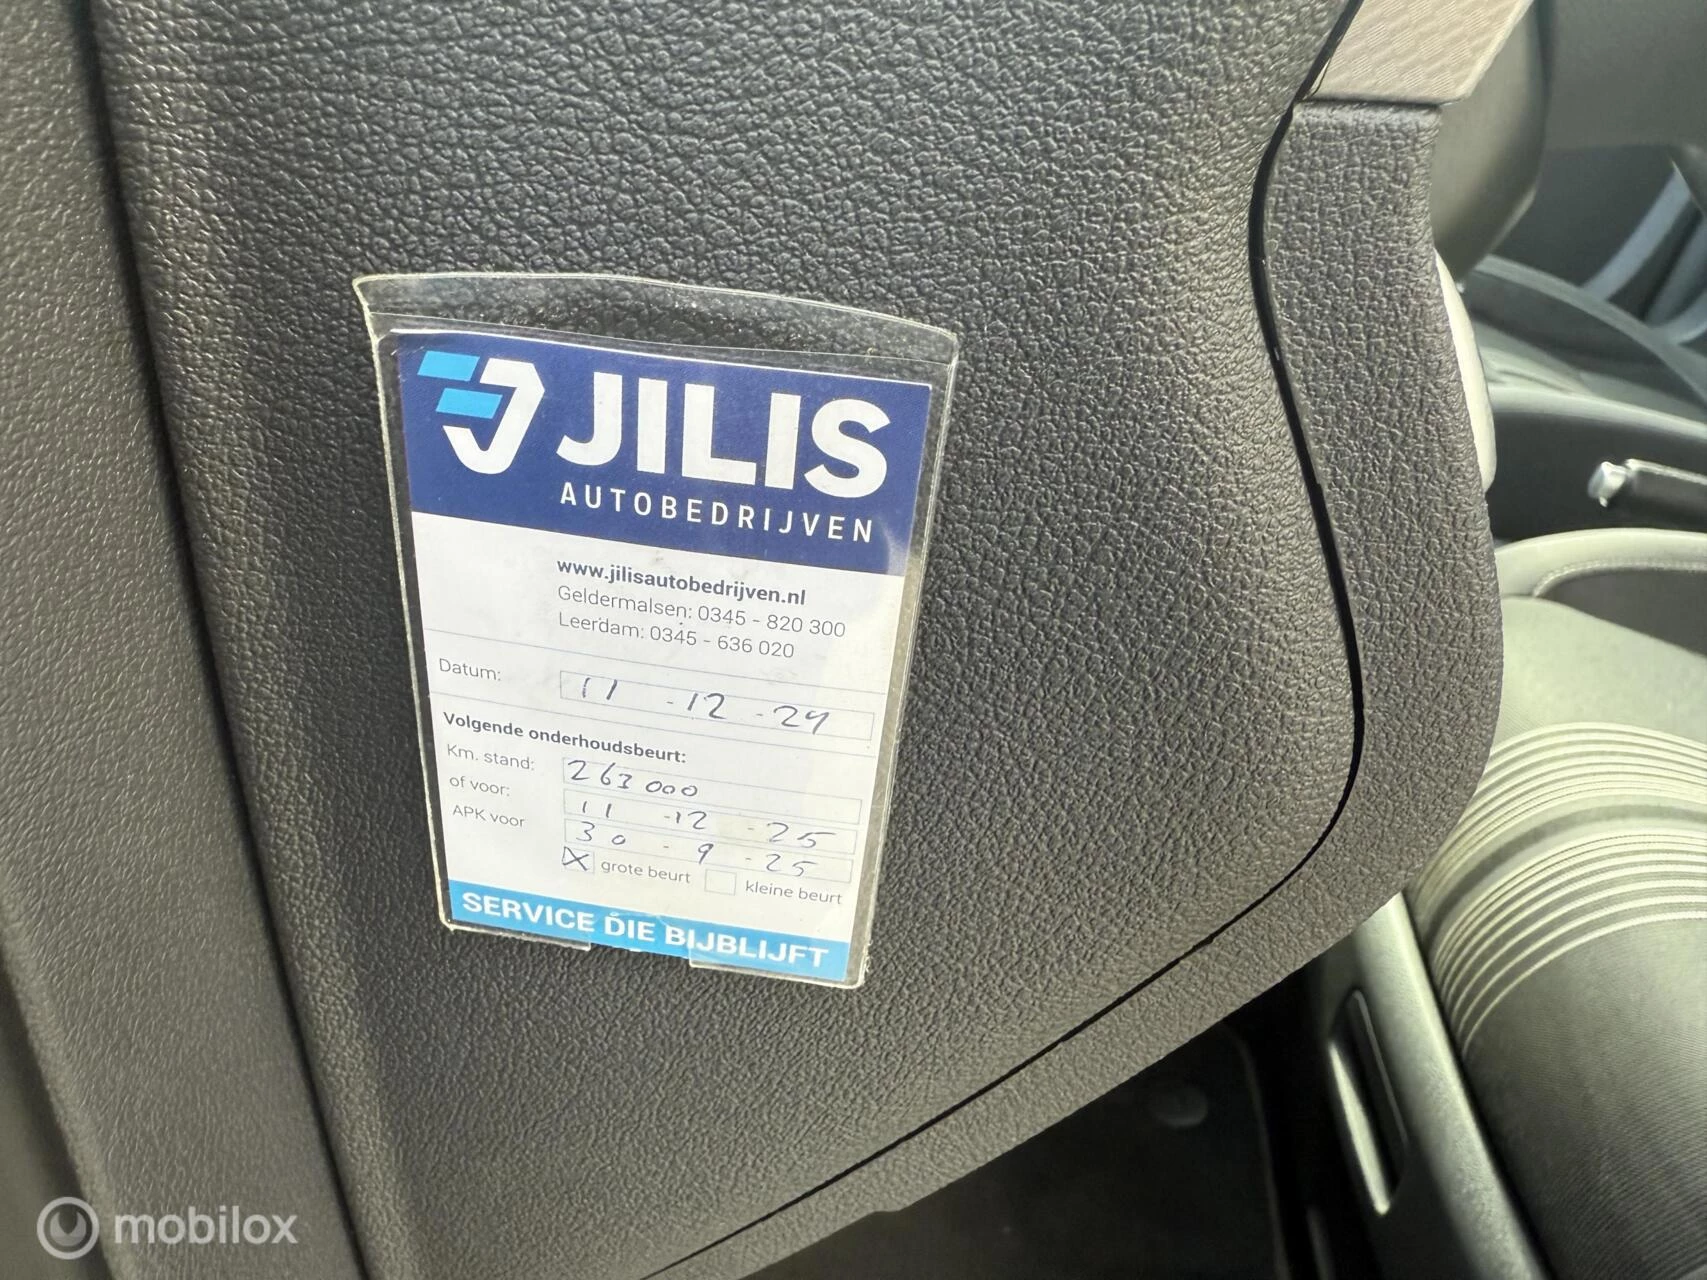 JILIS
AUTOBEDRIJVEN
www.jilisautobedrijven.nl
Geldermalsen: 0345 - 820 300
Leerdam: 0345 - 636 020
Datum: 11 - 12 - 24
Volgende onderhoudsbeurt:
Km. stand: 263000
of voor: 11 - 12 - 25
APK voor 30 - 9 - 25
grote beurt kleine beurt
SERVICE DIE BIJBLIJFT
mobilox